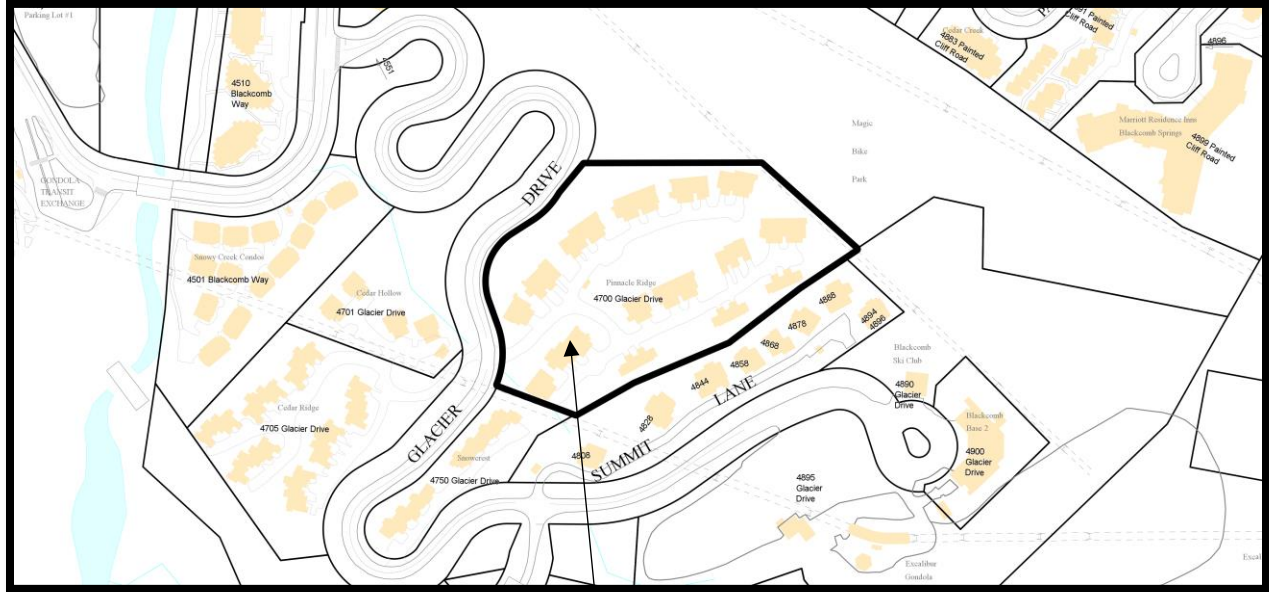 Parking Lot #1
4510
Blackcomb
Way
4551
Cedar Creek
4883 Painted
Cliff Road
Cliff Road
4896
Marriott Residence Inns
Blackcomb Springs
4899 Painted
Cliff Road
Magic
Bike
Park
GONDOLA
TRANSIT
EXCHANGE
DRIVE
Snowy Creek Condos
4501 Blackcomb Way
Cedar Hollow
4701 Glacier Drive
Pinnacle Ridge
4700 Glacier Drive
4888
4894
4896
4878
4868
4858
4844
4828
4808
SUMMIT
LANE
Blackcomb
Ski Club
4890
Glacier
Drive
Blackcomb
Base 2
4900
Glacier
Drive
Cedar Ridge
4705 Glacier Drive
GLACIER
Snowcrest
4750 Glacier Drive
4895
Glacier
Drive
Excalibur
Gondola